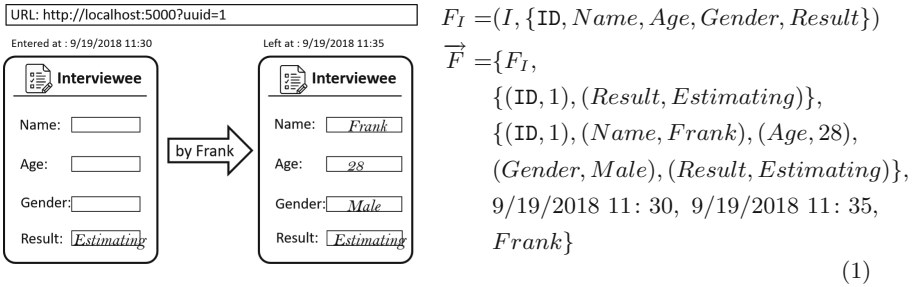 URL: http://localhost:5000?uuid=1
Entered at : 9/19/2018 11:30
Left at : 9/19/2018 11:35
Interviewee
Name:
Age:
Gender:
Result: Estimating
by Frank
Interviewee
Name: Frank
Age: 28
Gender: Male
Result: Estimating
F_I =(I, {ID, Name, Age, Gender, Result})
\overrightarrow{F} ={F_I,
{(ID, 1), (Result, Estimating)},
{(ID, 1), (Name, Frank), (Age, 28),
(Gender, Male), (Result, Estimating)},
9/19/2018 11: 30, 9/19/2018 11: 35,
Frank}
(1)